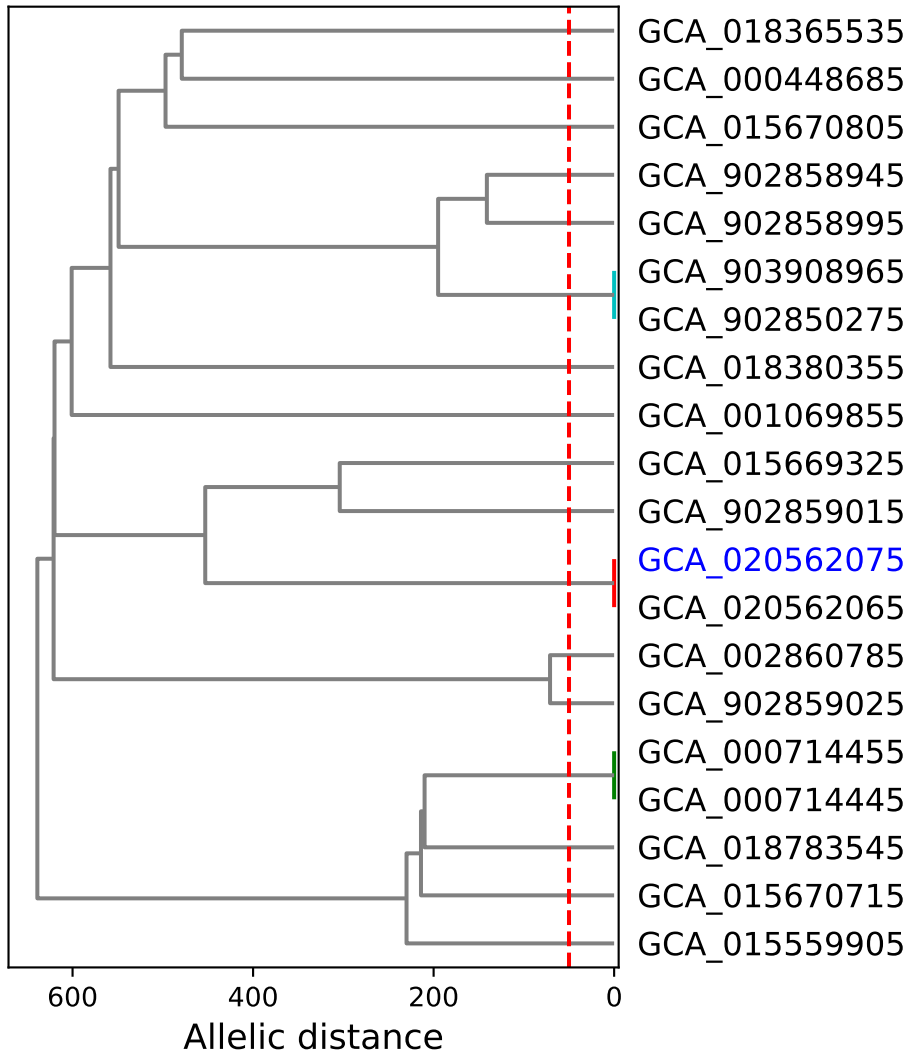 GCA_018365535
GCA_000448685
GCA_015670805
GCA_902858945
GCA_902858995
GCA_903908965
GCA_902850275
GCA_018380355
GCA_001069855
GCA_015669325
GCA_902859015
GCA_020562075
GCA_020562065
GCA_002860785
GCA_902859025
GCA_000714455
GCA_000714445
GCA_018783545
GCA_015670715
GCA_015559905
600 400 200 0
Allelic distance